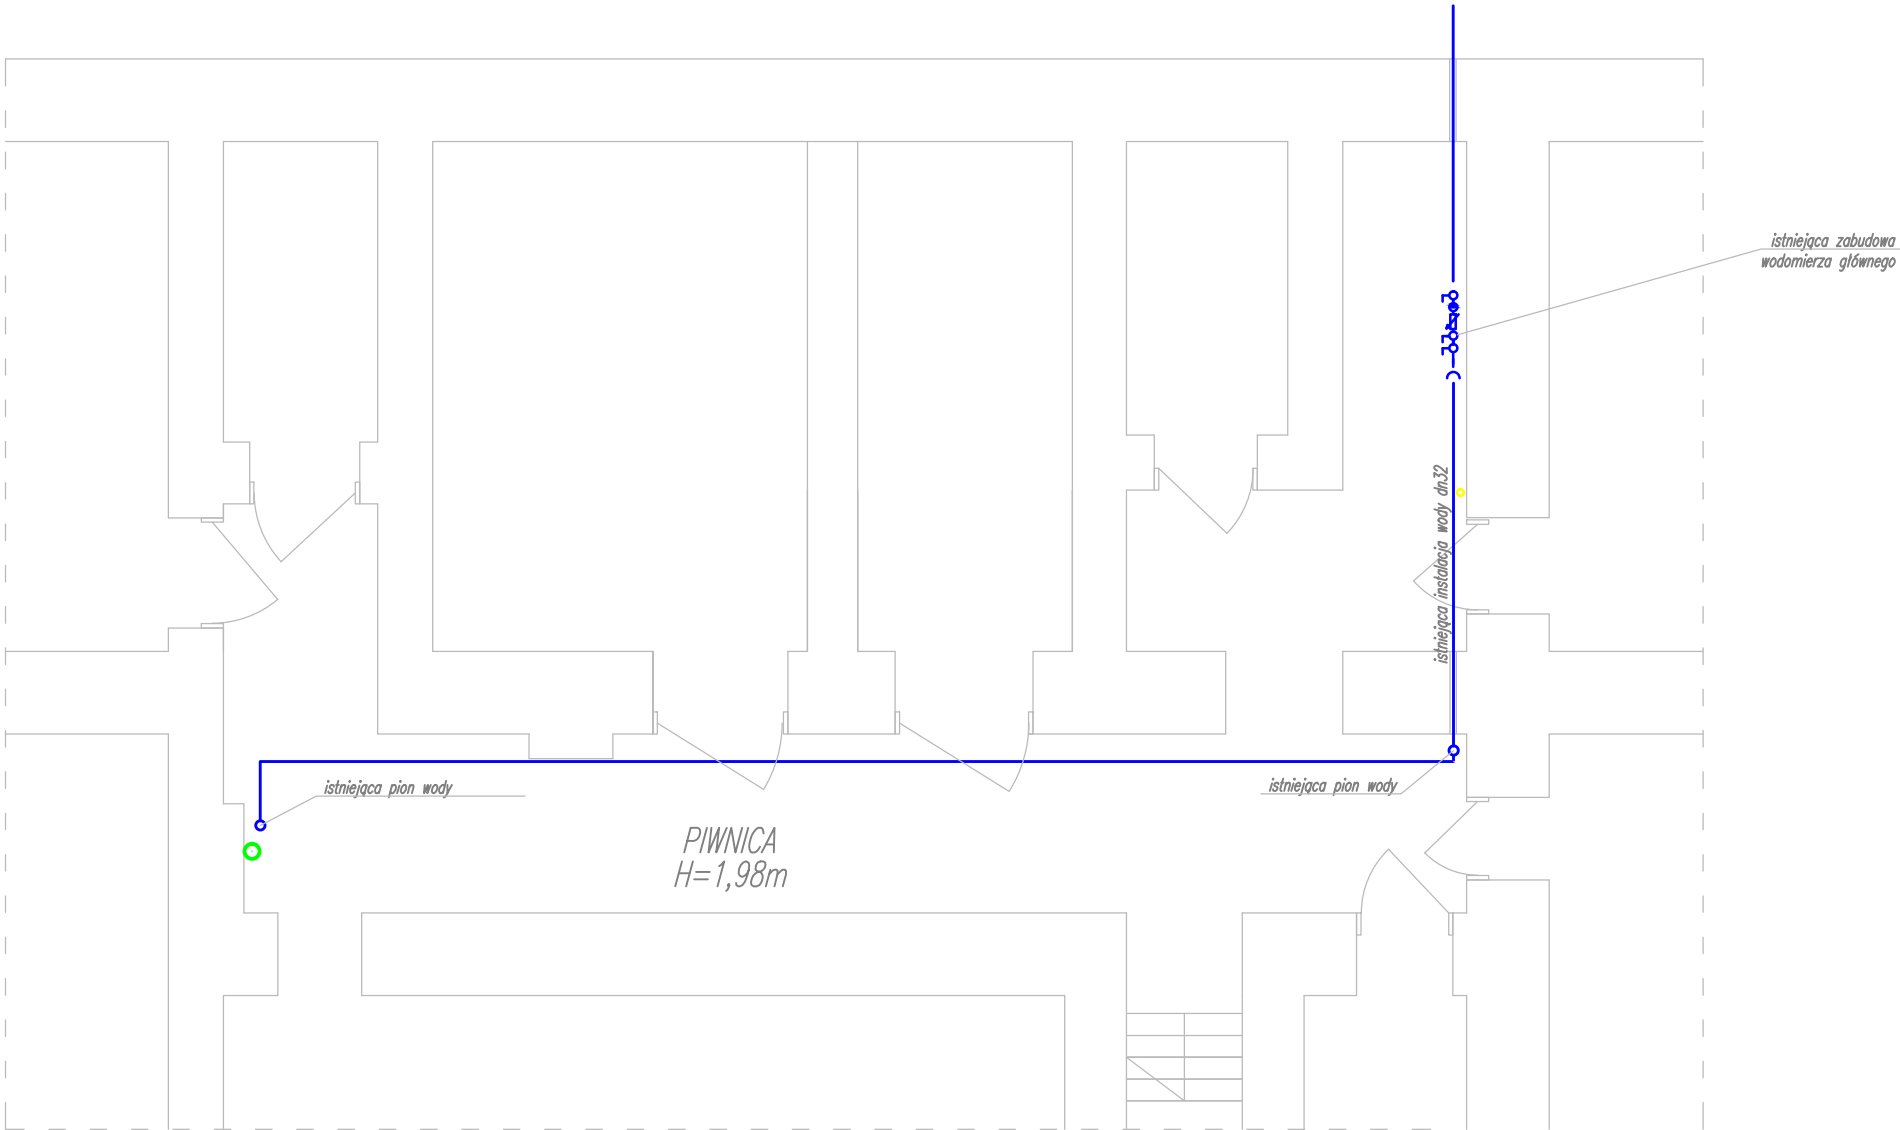 istniejąca zabudowa
wodomierza głównego
istniejąca instalacja wody dn32
istniejąca pion wody
istniejąca pion wody
PIWNICA
H=1,98m